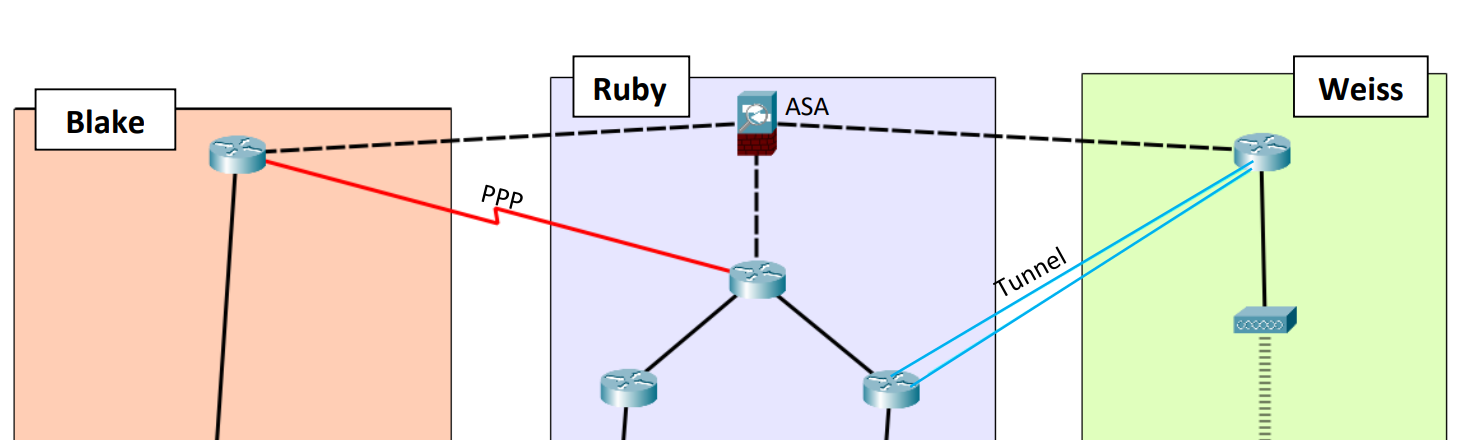 Blake
Ruby
ASA
Weiss
PPP
Tunnel